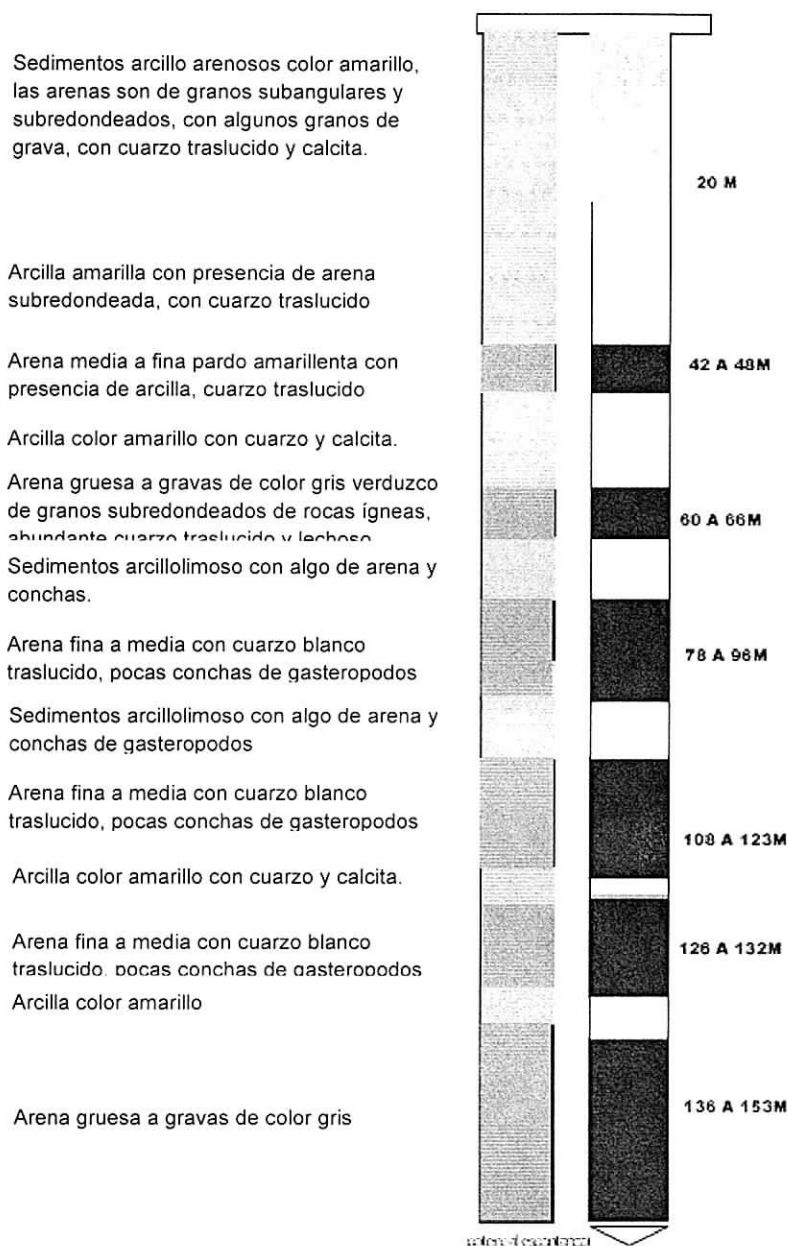 Sedimentos arcillo arenosos color amarillo,
las arenas son de granos subangulares y
subredondeados, con algunos granos de
grava, con cuarzo traslucido y calcita.
20 M
Arcilla amarilla con presencia de arena
subredondeada, con cuarzo traslucido
Arena media a fina pardo amarillenta con
presencia de arcilla, cuarzo traslucido
42 A 48M
Arcilla color amarillo con cuarzo y calcita.
Arena gruesa a gravas de color gris verduzco
de granos subredondeados de rocas ígneas,
abundante cuarzo traslucido y lechoso
60 A 66M
Sedimentos arcillolimoso con algo de arena y
conchas.
Arena fina a media con cuarzo blanco
traslucido, pocas conchas de gasteropodos
78 A 96M
Sedimentos arcillolimoso con algo de arena y
conchas de gasteropodos
Arena fina a media con cuarzo blanco
traslucido, pocas conchas de gasteropodos
108 A 123M
Arcilla color amarillo con cuarzo y calcita.
Arena fina a media con cuarzo blanco
traslucido, pocas conchas de gasteropodos
126 A 132M
Arcilla color amarillo
136 A 153M
Arena gruesa a gravas de color gris